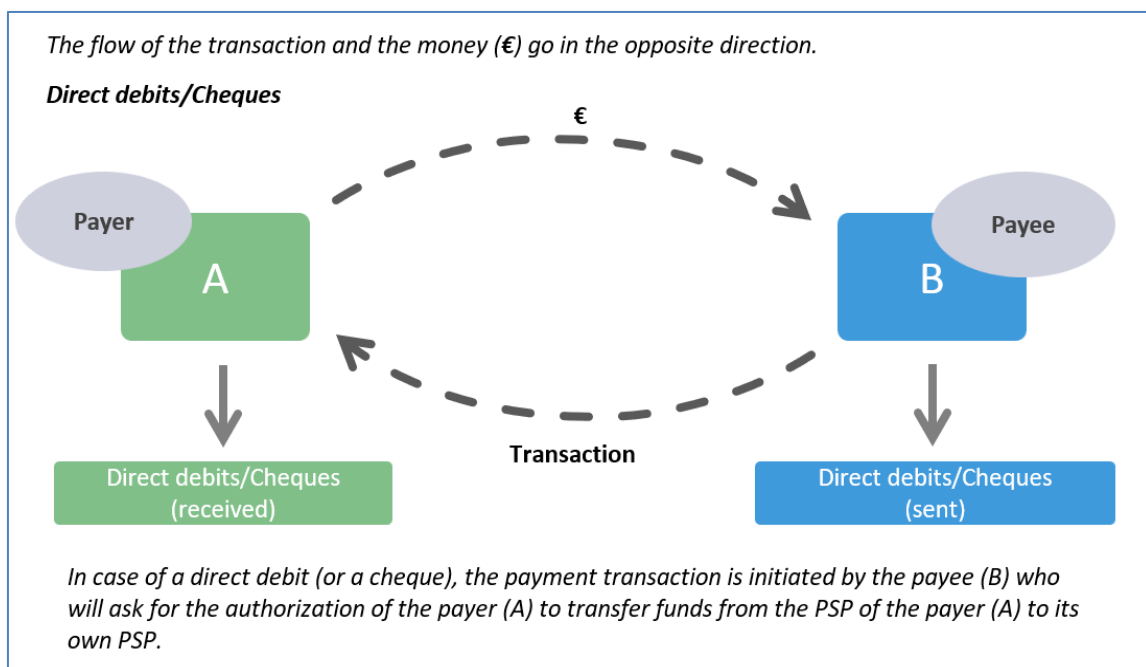 The flow of the transaction and the money (€) go in the opposite direction.
Direct debits/Cheques
€
Payer
Payee
A
B
Transaction
Direct debits/Cheques
(received)
Direct debits/Cheques
(sent)
In case of a direct debit (or a cheque), the payment transaction is initiated by the payee (B) who
will ask for the authorization of the payer (A) to transfer funds from the PSP of the payer (A) to its
own PSP.